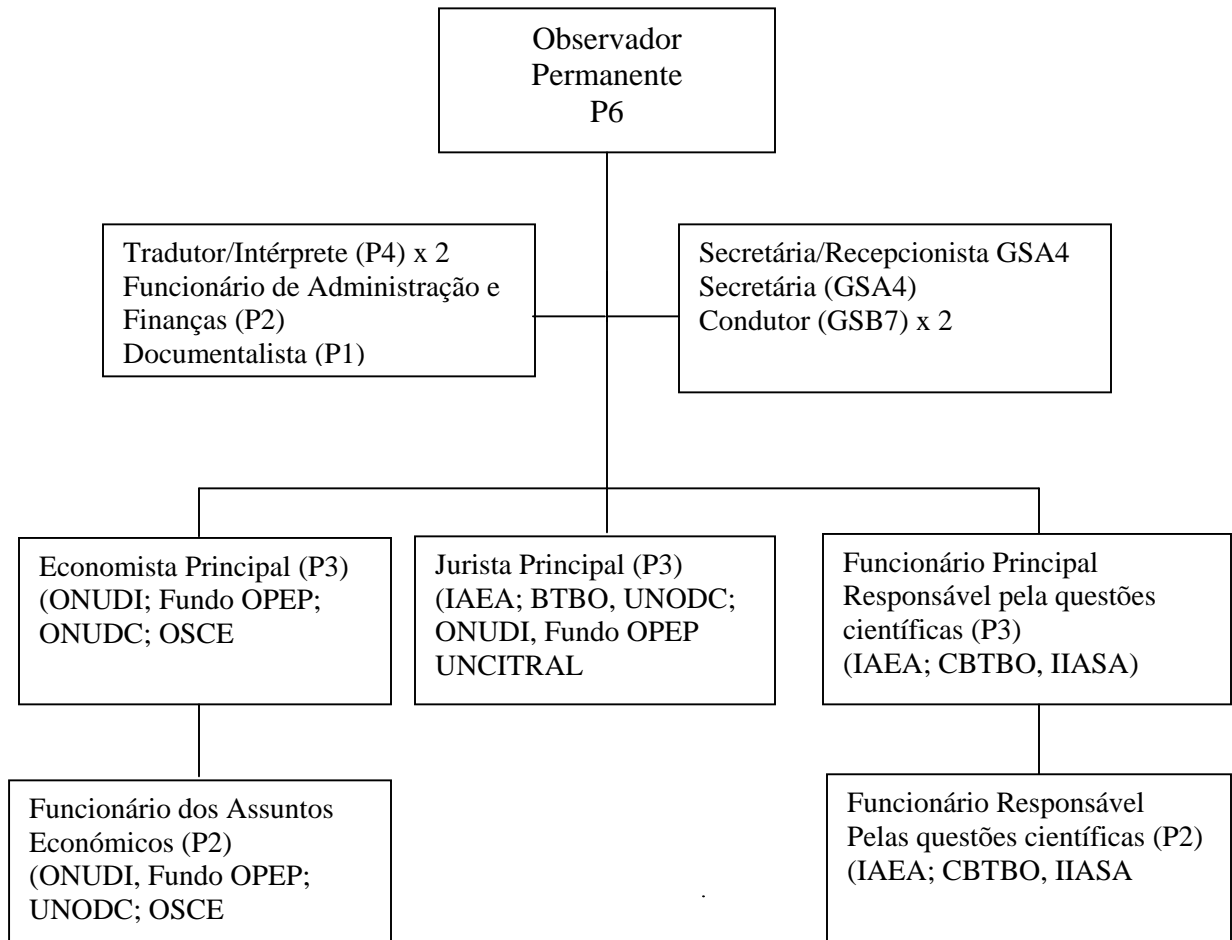 Observador
Permanente
P6
Tradutor/Intérprete (P4) x 2
Funcionário de Administração e
Finanças (P2)
Documentalista (P1)
Secretária/Recepcionista GSA4
Secretária (GSA4)
Condutor (GSB7) x 2
Economista Principal (P3)
(ONUDI; Fundo OPEP;
ONUDC; OSCE
Jurista Principal (P3)
(IAEA; BTBO, UNODC;
ONUDI, Fundo OPEP
UNCITRAL
Funcionário Principal
Responsável pela questões
científicas (P3)
(IAEA; CBTBO, IIASA)
Funcionário dos Assuntos
Económicos (P2)
(ONUDI, Fundo OPEP;
UNODC; OSCE
Funcionário Responsável
Pelas questões científicas (P2)
(IAEA; CBTBO, IIASA
.